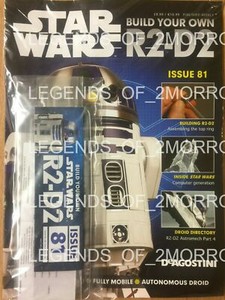 STAR
WARS
BUILD YOUR OWN
R2-D2
ISSUE 81
LEGENDS_OF_2MORRO
BUILDING R2-D2
Assembling the top ring
INSIDE STAR WARS
Computer generation
DROID DIRECTORY
R2-D2 Astromech Part 4
DEAGOSTINI
STAR
WARS
BUILD YOUR OWN
R2-D2
ISSUE
81
FULLY MOBILE AUTONOMOUS DROID